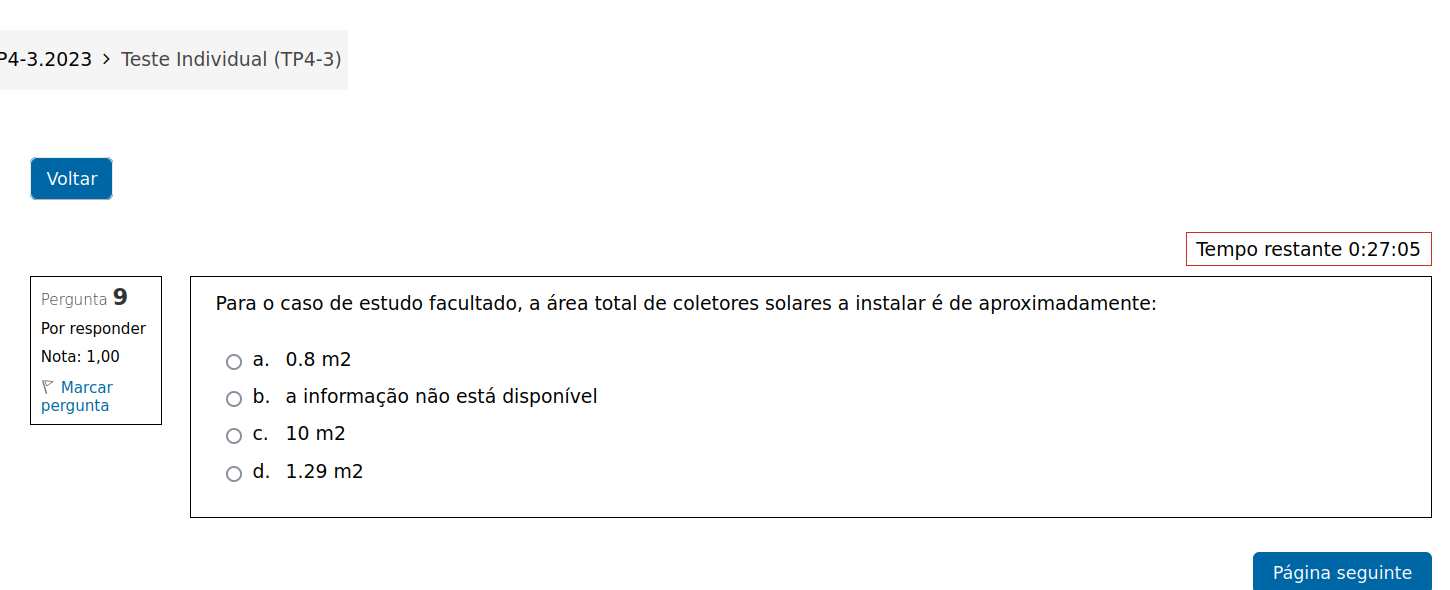 P4-3.2023 > Teste Individual (TP4-3)
Voltar
Tempo restante 0:27:05
Pergunta 9
Por responder
Nota: 1,00
Marcar
pergunta
Para o caso de estudo facultado, a área total de coletores solares a instalar é de aproximadamente:
a. 0.8 m2
b. a informação não está disponível
c. 10 m2
d. 1.29 m2
Página seguinte